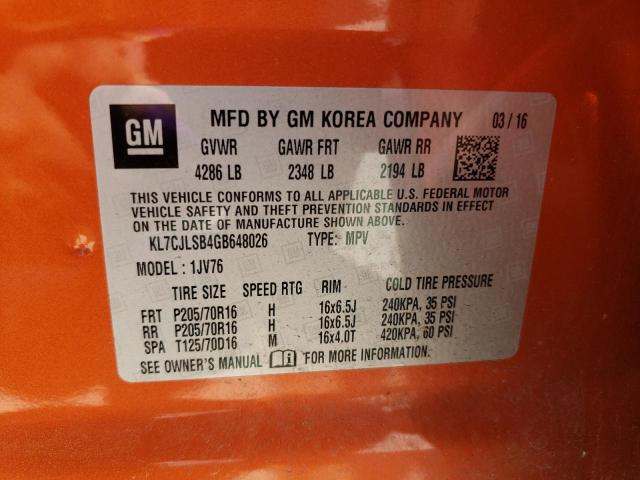 GM
MFD BY GM KOREA COMPANY 03/16
GVWR GAWR FRT GAWR RR
4286 LB 2348 LB 2194 LB
THIS VEHICLE CONFORMS TO ALL APPLICABLE U.S. FEDERAL MOTOR
VEHICLE SAFETY AND THEFT PREVENTION STANDARDS IN EFFECT
ON THE DATE OF MANUFACTURE SHOWN ABOVE.
KL7CJLSB4GB648026 TYPE: MPV
MODEL : 1JV76
TIRE SIZE SPEED RTG RIM COLD TIRE PRESSURE
FRT P205/70R16 H 16x6.5J 240KPA, 35 PSI
RR P205/70R16 H 16x6.5J 240KPA, 35 PSI
SPA T125/70D16 M 16x4.0T 420KPA, 60 PSI
SEE OWNER'S MANUAL FOR MORE INFORMATION.